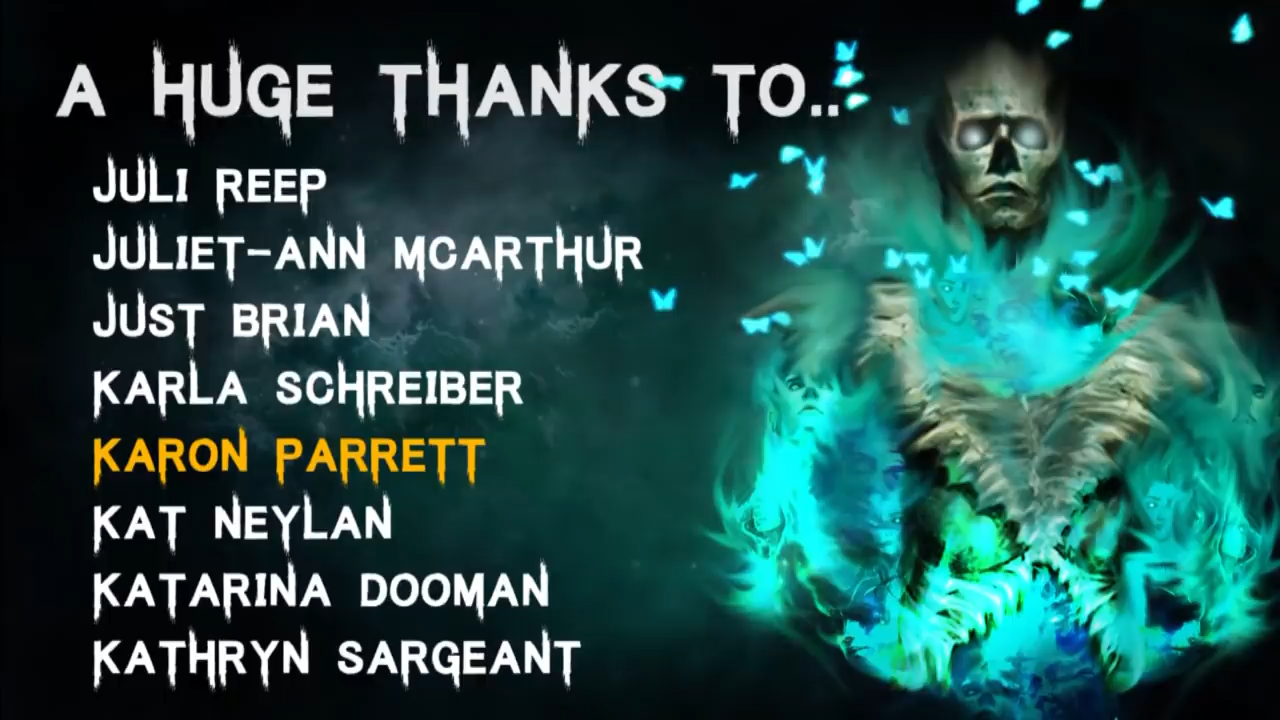 A HUGE THANKS TO..
JULI REEP
JULIET-ANN MCARTHUR
JUST BRIAN
KARLA SCHREIBER
KARON PARRETT
KAT NEYLAN
KATARINA DOOMAN
KATHRYN SARGEANT